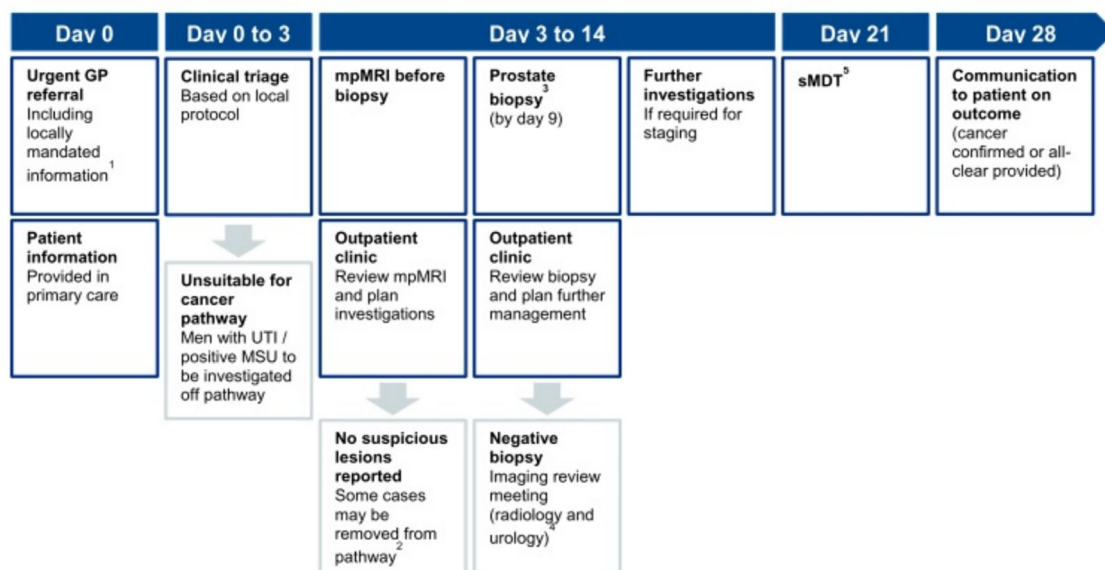 Day 0
Day 0 to 3
Day 3 to 14
Day 21
Day 28
Urgent GP
referral
Including
locally
mandated
information1
Clinical triage
Based on local
protocol
mpMRI before
biopsy
Prostate
biopsy3
(by day 9)
Further
investigations
If required for
staging
sMDT5
Communication
to patient on
outcome
(cancer
confirmed or all-
clear provided)
Patient
information
Provided in
primary care
Unsuitable for
cancer
pathway
Men with UTI /
positive MSU to
be investigated
off pathway
Outpatient
clinic
Review mpMRI
and plan
investigations
Outpatient
clinic
Review biopsy
and plan further
management
No suspicious
lesions
reported
Some cases
may be
removed from
pathway2
Negative
biopsy
Imaging review
meeting
(radiology and
urology)4